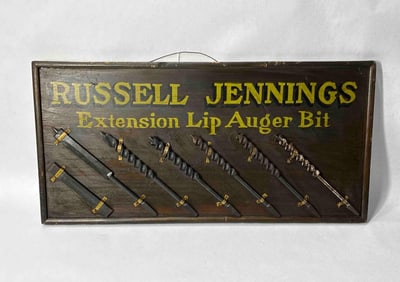 RUSSELL JENNINGS
Extension Lip Auger Bit